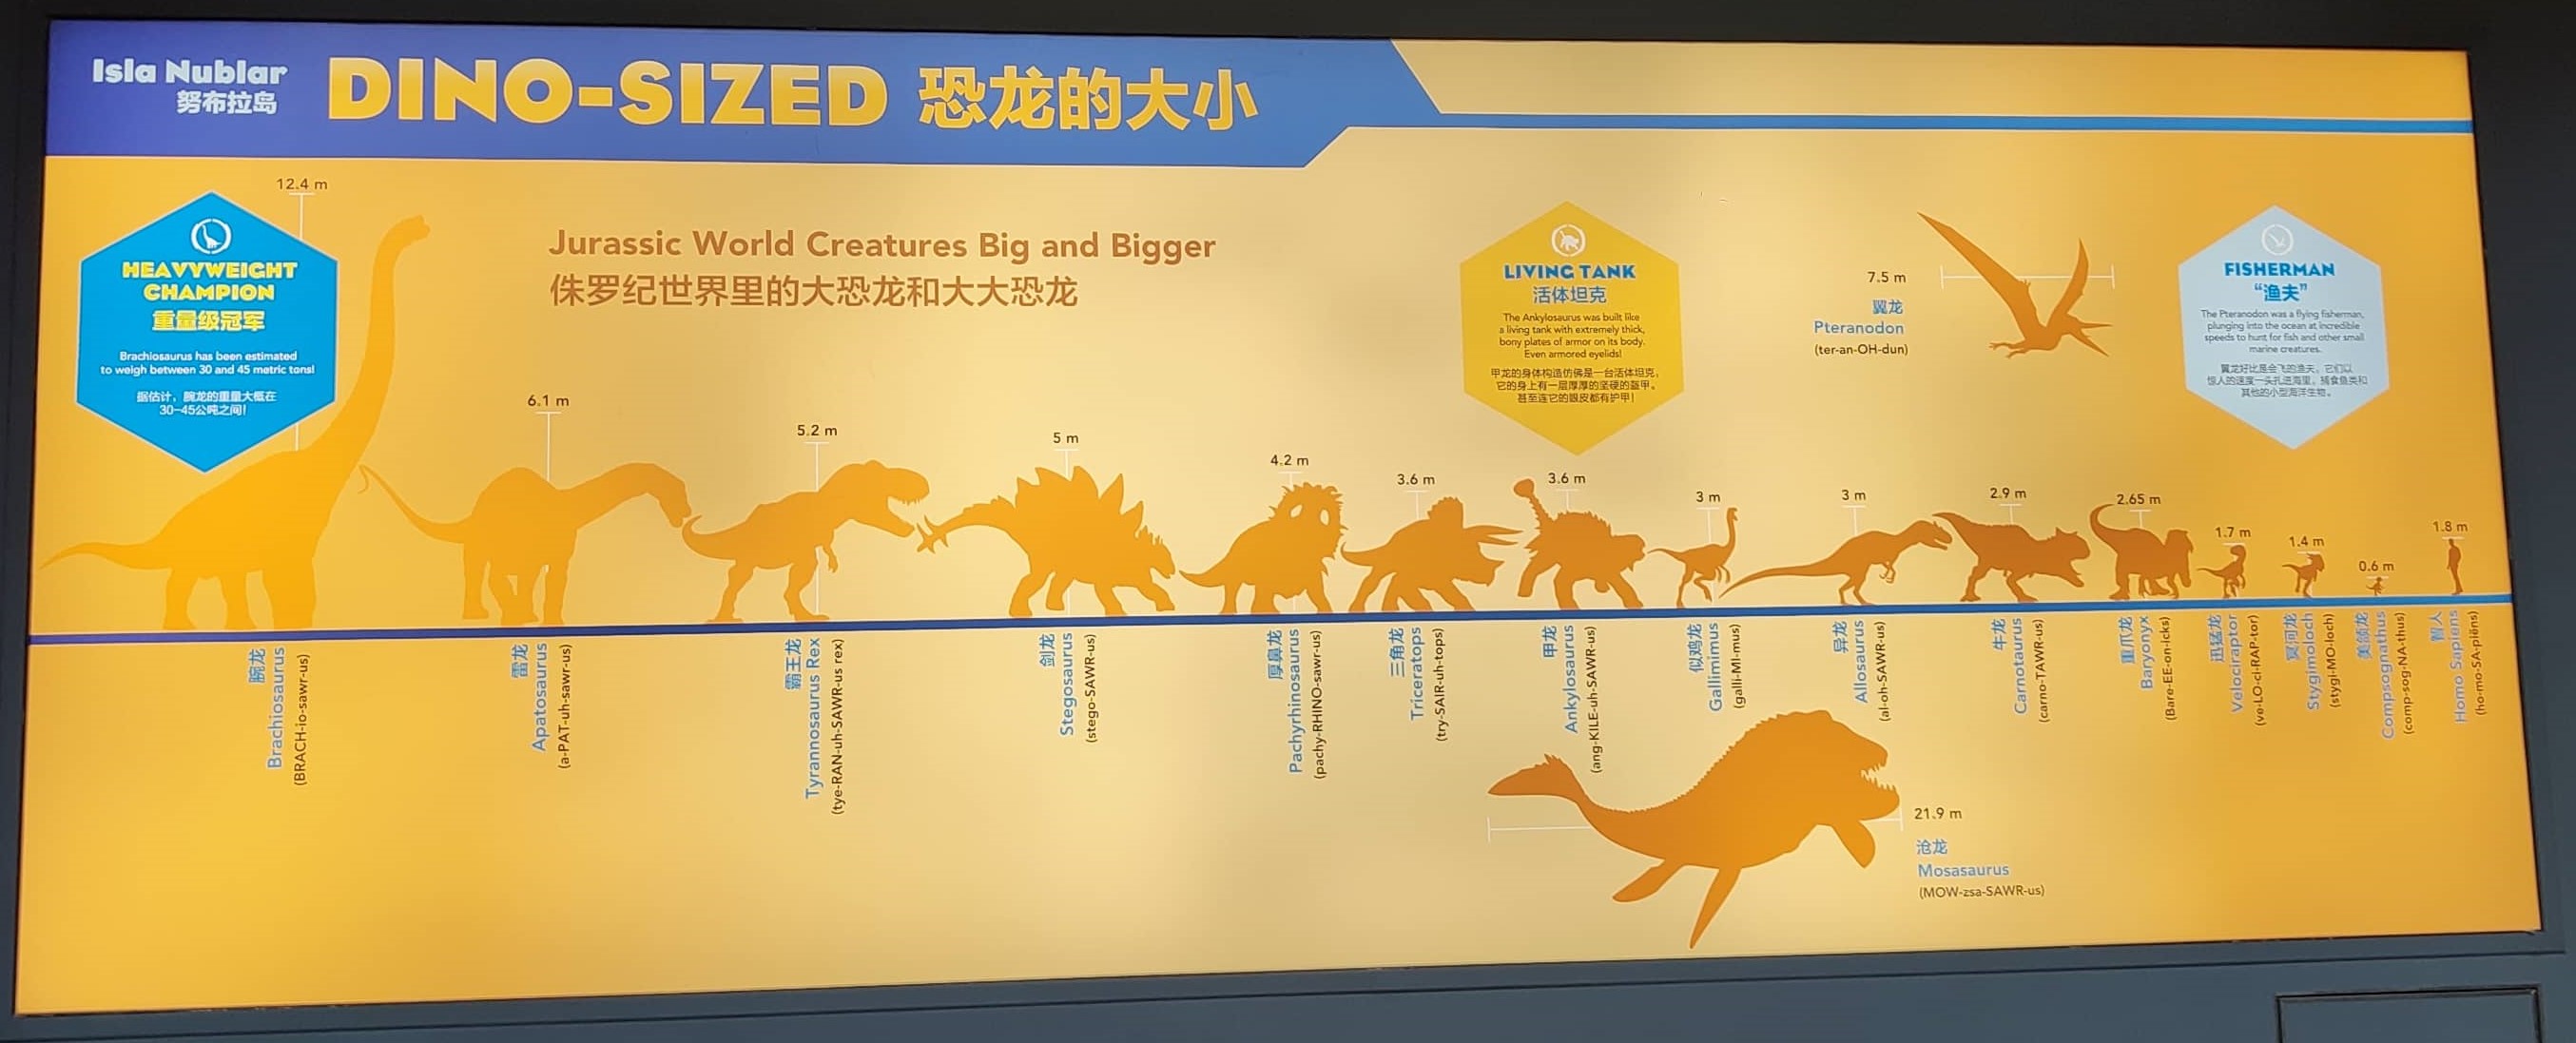 Isla Nublar
努布拉岛
DINO-SIZED 恐龙的大小
Jurassic World Creatures Big and Bigger
侏罗纪世界里的大恐龙和大大恐龙
HEAVYWEIGHT
CHAMPION
重量级冠军
Brachiosaurus has been estimated
to weigh between 30 and 45 metric tons!
据估计，腕龙的重量大概在
30-45公吨之间！
LIVING TANK
活体坦克
The Ankylosaurus was built like
a living tank with extremely thick,
bony plates of armor on its body.
Even armored eyelids!
甲龙的身体构造仿佛是一台活体坦克，
它的身上有一层厚厚的坚硬的盔甲。
甚至连它的眼皮都有护甲！
7.5 m
翼龙
Pteranodon
(ter-an-OH-dun)
FISHERMAN
“渔夫”
The Pteranodon was a flying fisherman,
plunging into the ocean at incredible
speeds to hunt for fish and other small
marine creatures.
翼龙好比是会飞的渔夫，它们以
惊人的速度一头扎进海里，捕食鱼类和
其他的小型海洋生物。
12.4 m
6.1 m
5.2 m
5 m
4.2 m
3.6 m
3.6 m
3 m
3 m
2.9 m
2.65 m
1.7 m
1.4 m
0.6 m
1.8 m
腕龙
Brachiosaurus
(BRACH-io-sawr-us)
雷龙
Apatosaurus
(a-PAT-uh-sawr-us)
霸王龙
Tyrannosaurus Rex
(tye-RAN-uh-SAWR-us rex)
剑龙
Stegosaurus
(stego-SAWR-us)
厚鼻龙
Pachyrhinosaurus
(pachy-RHINO-sawr-us)
三角龙
Triceratops
(try-SAIR-uh-tops)
甲龙
Ankylosaurus
(ang-KILE-uh-SAWR-us)
似鸡龙
Gallimimus
(galli-MI-mus)
异龙
Allosaurus
(al-oh-SAWR-us)
牛龙
Carnotaurus
(carno-TAWR-us)
重爪龙
Baryonyx
(Bare-EE-on-icks)
迅猛龙
Velociraptor
(ve-LO-ci-RAP-tor)
冥河龙
Stygimoloch
(stygi-MO-loch)
美颌龙
Compsognathus
(comp-sog-NA-thus)
智人
Homo Sapiens
(ho-mo-SA-piëns)
21.9 m
沧龙
Mosasaurus
(MOW-zsa-SAWR-us)